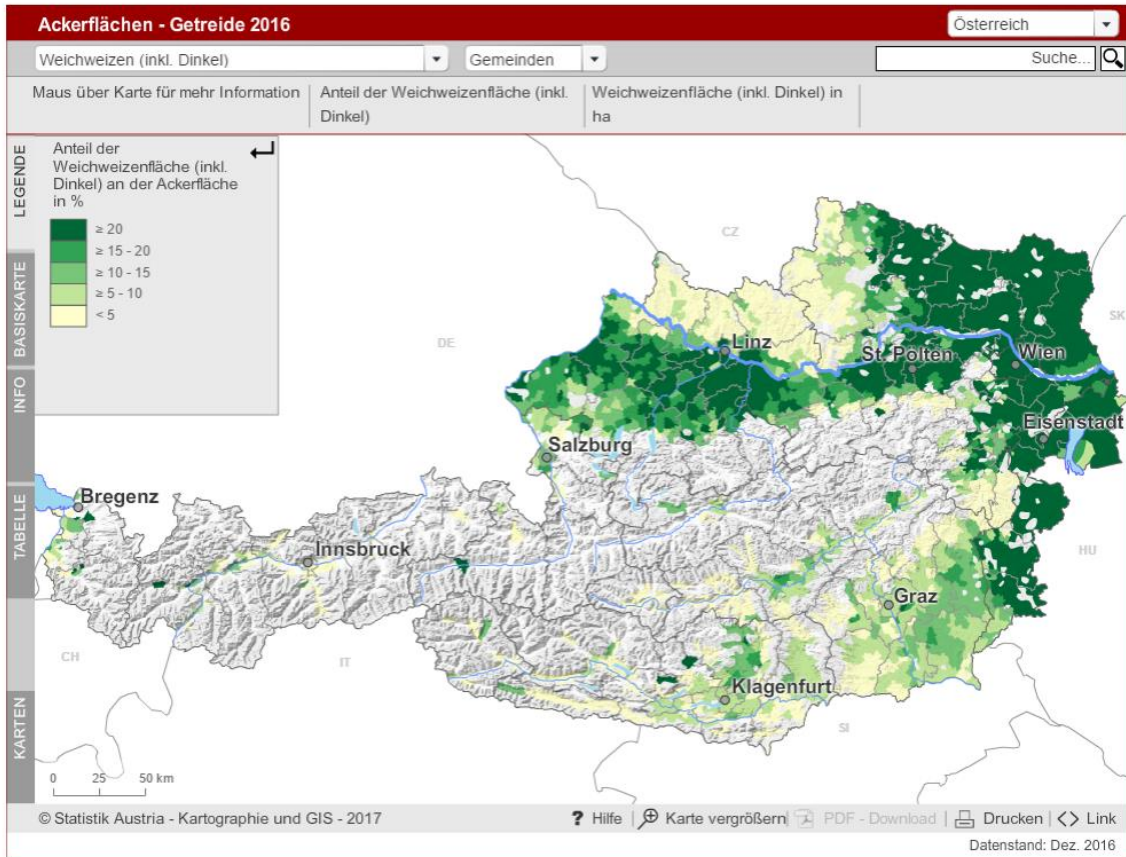 Ackerflächen - Getreide 2016
Österreich
Weichweizen (inkl. Dinkel)
Gemeinden
Suche...
Maus über Karte für mehr Information
Anteil der Weichweizenfläche (inkl.
Dinkel)
Weichweizenfläche (inkl. Dinkel) in
ha
LEGENDE
BASISKARTE
INFO
TABELLE
KARTEN
Anteil der
Weichweizenfläche (inkl.
Dinkel) an der Ackerfläche
in %
≥ 20
≥ 15 - 20
≥ 10 - 15
≥ 5 - 10
< 5
CZ
SK
DE
Linz
St. Pölten
Wien
Eisenstadt
Salzburg
Bregenz
Innsbruck
HU
Graz
CH
IT
Klagenfurt
SI
0 25 50 km
© Statistik Austria - Kartographie und GIS - 2017
? Hilfe
Karte vergrößern
PDF - Download
Drucken
Link
Datenstand: Dez. 2016